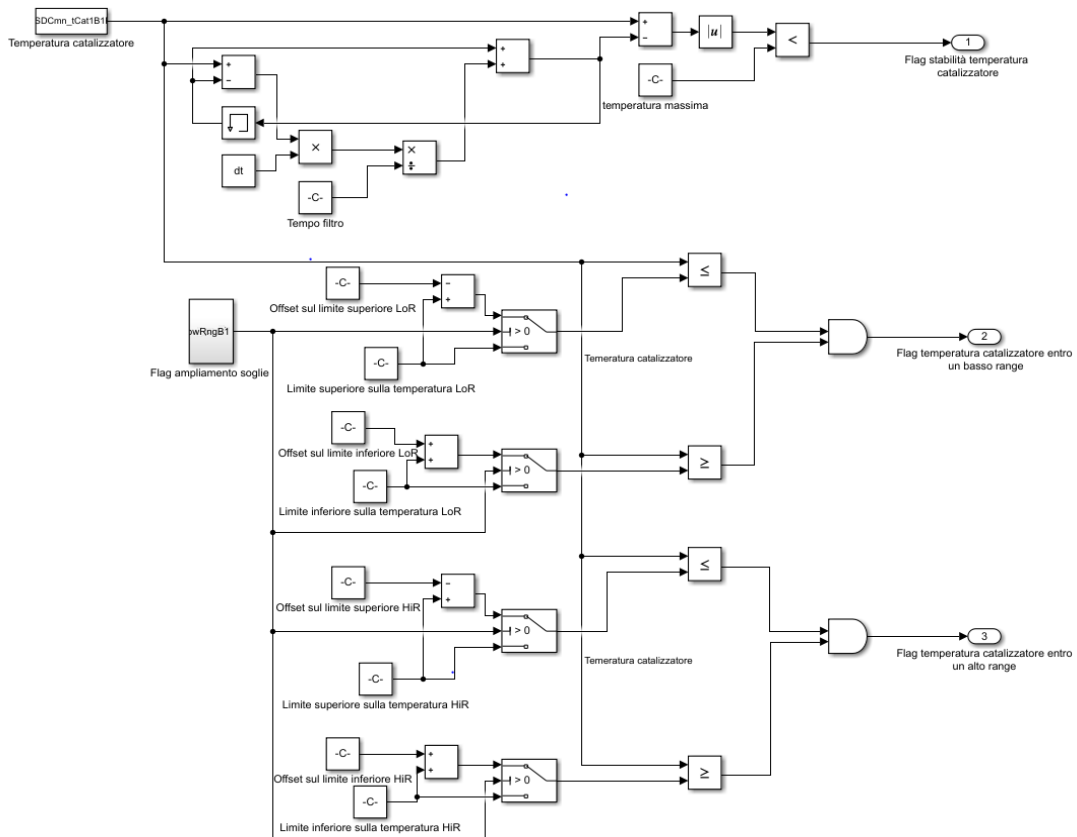 SDCmn_tCat1B1
Temperatura catalizzatore
+
−
|u|
<
1
Flag stabilità temperatura
catalizzatore
-C-
temperatura massima
+
+
+
−
dt
×
×
÷
-C-
Tempo filtro
-C-
Offset sul limite superiore LoR
−
+
≤
owRngB1
Flag ampliamento soglie
> 0
-C-
Limite superiore sulla temperatura LoR
Temeratura catalizzatore
2
Flag temperatura catalizzatore entro
un basso range
-C-
Offset sul limite inferiore LoR
+
+
> 0
≥
-C-
Limite inferiore sulla temperatura LoR
-C-
Offset sul limite superiore HiR
−
+
≤
> 0
-C-
Limite superiore sulla temperatura HiR
Temeratura catalizzatore
3
Flag temperatura catalizzatore entro
un alto range
-C-
Offset sul limite inferiore HiR
+
+
> 0
≥
-C-
Limite inferiore sulla temperatura HiR